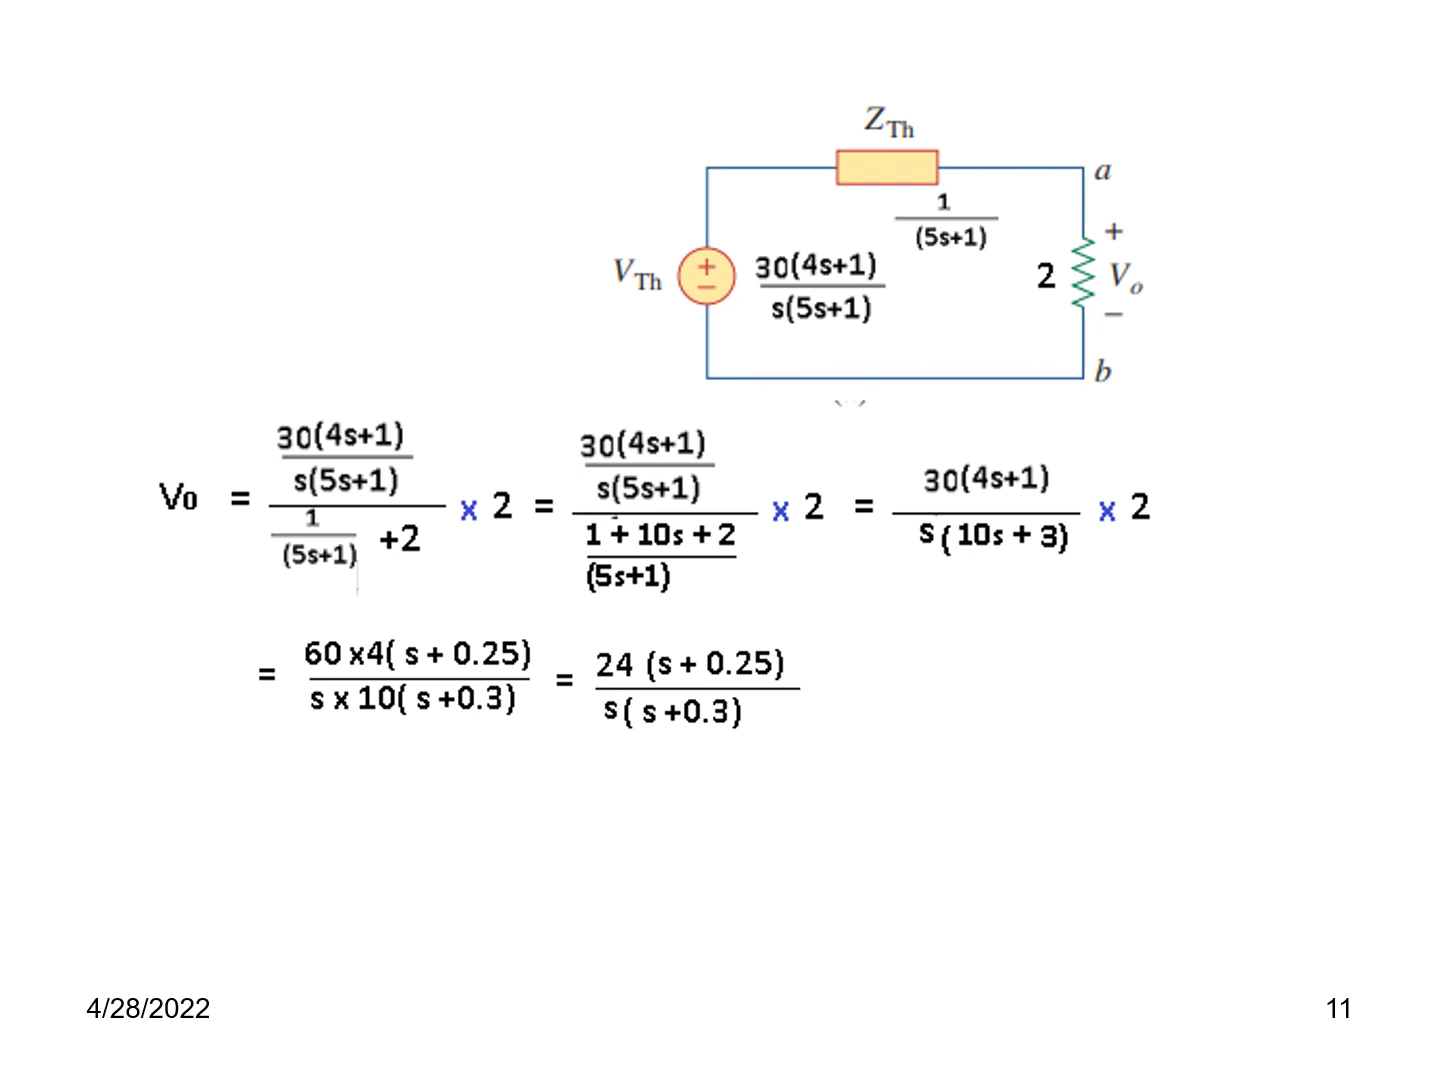 Z_Th
a
1
(5s+1)
+
V_Th + − 30(4s+1) 2 V_o
s(5s+1)
−
b
30(4s+1) 30(4s+1) 30(4s+1)
s(5s+1) s(5s+1)
Vo = x 2 = x 2 = x 2
1 +2 1 + 10s + 2 s( 10s + 3)
(5s+1) (5s+1)
= 60 x4( s + 0.25) = 24 (s + 0.25)
s x 10( s +0.3) s( s +0.3)
4/28/2022 11